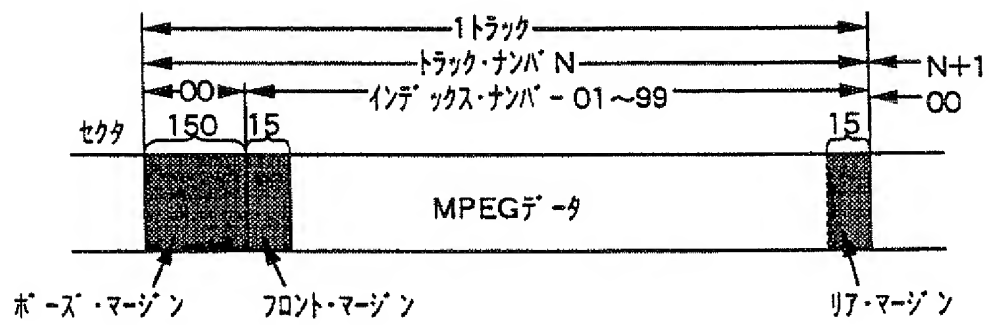 1トラック
トラック・ナンバ N N+1
00 インデックス・ナンバー 01〜99 00
セクタ 150 15 15
MPEGデータ
ポーズ・マージン フロント・マージン リア・マージン